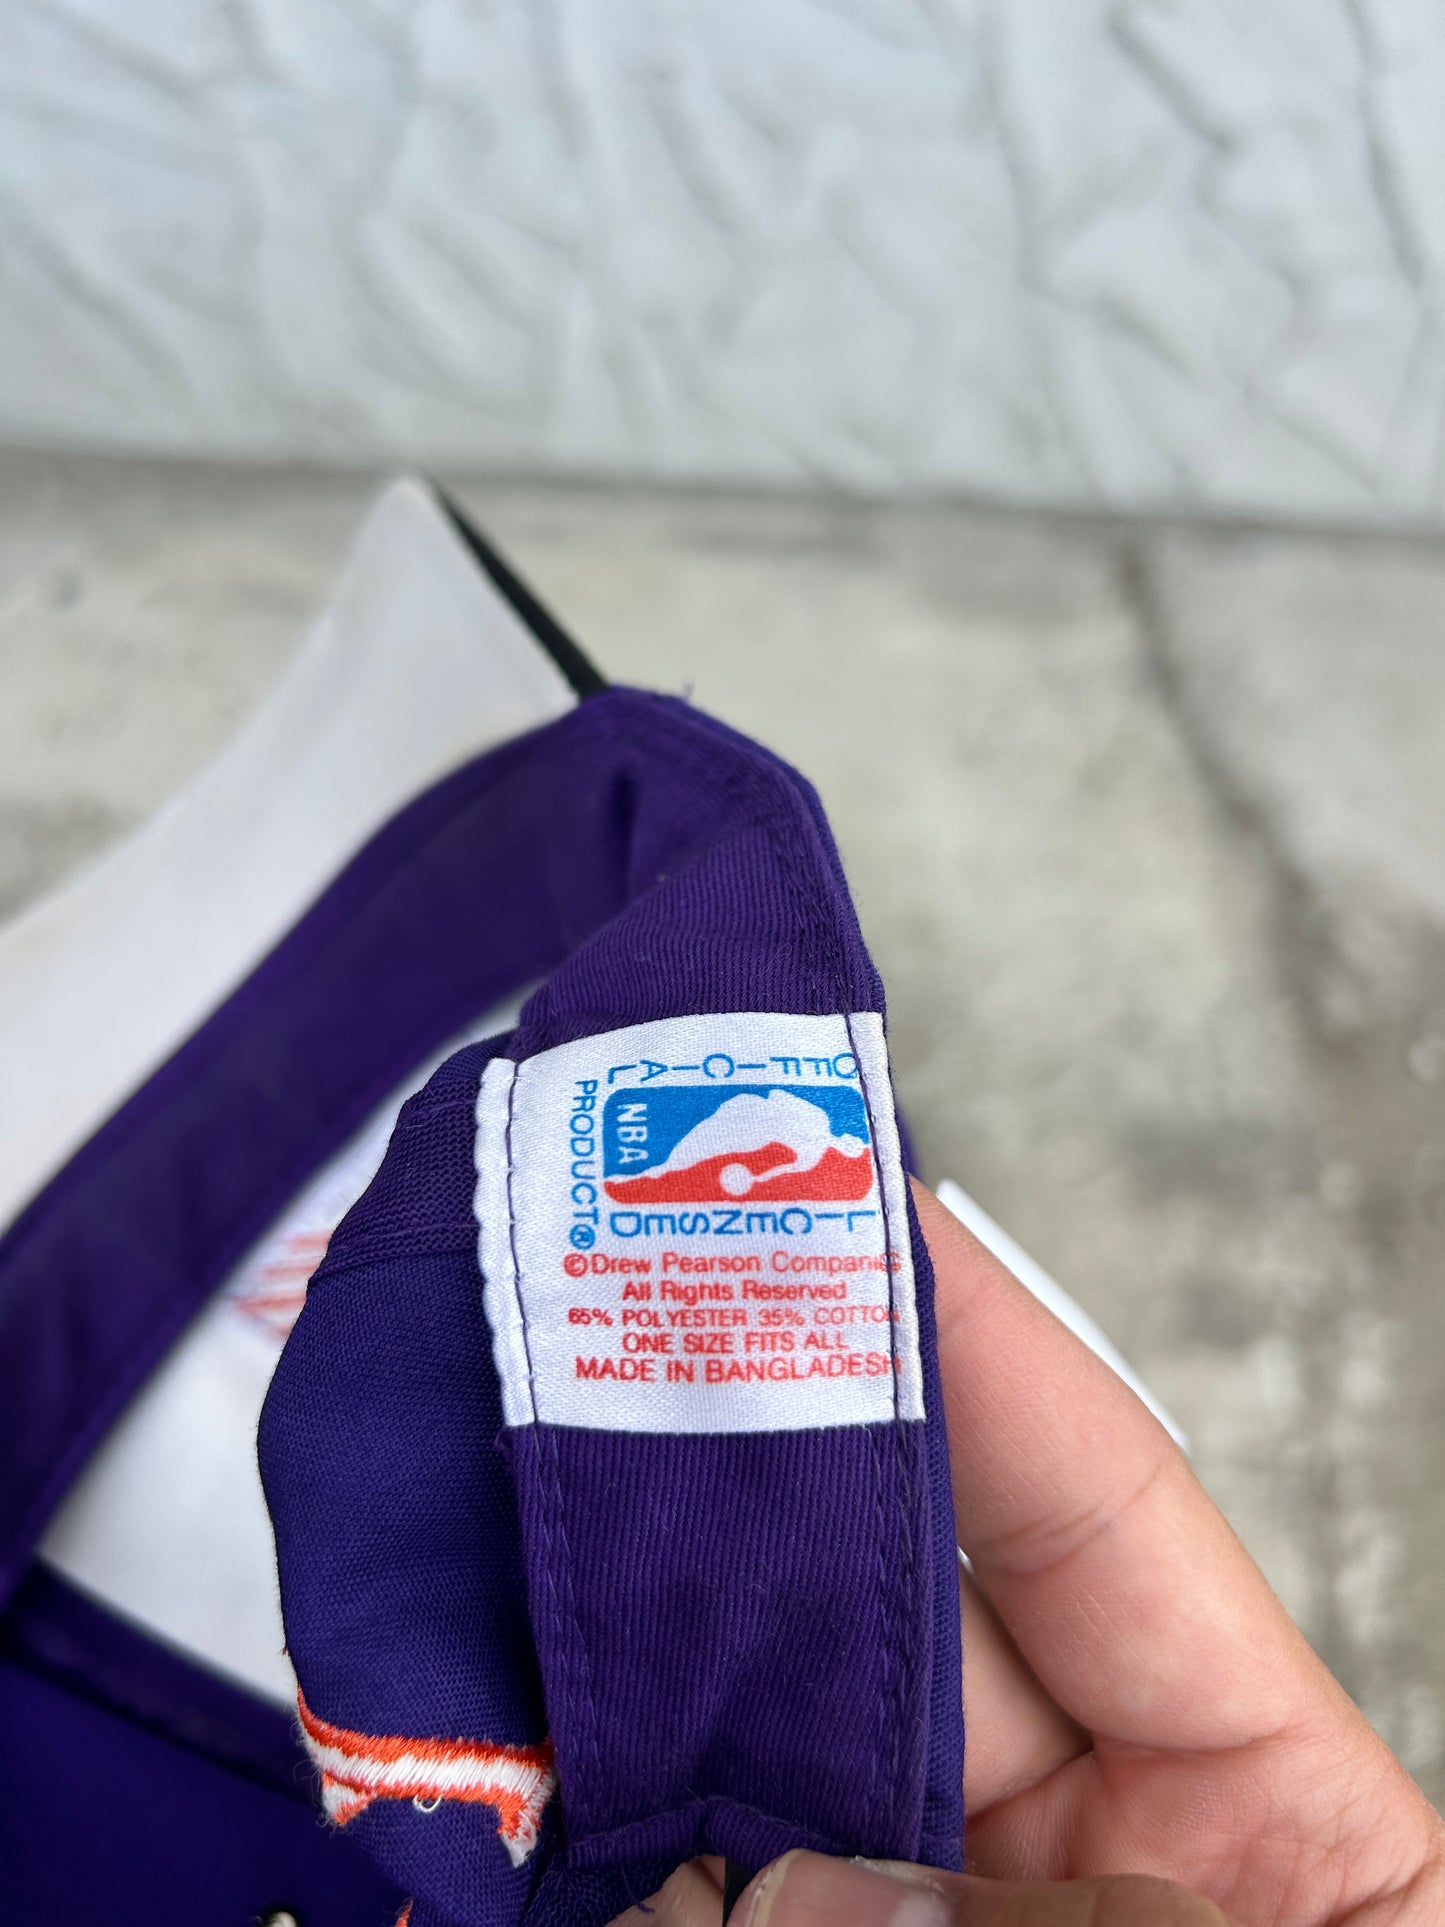 OFFICIAL
NBA
LICENSED
PRODUCT®
©Drew Pearson Companies
All Rights Reserved
65% POLYESTER 35% COTTON
ONE SIZE FITS ALL
MADE IN BANGLADESH